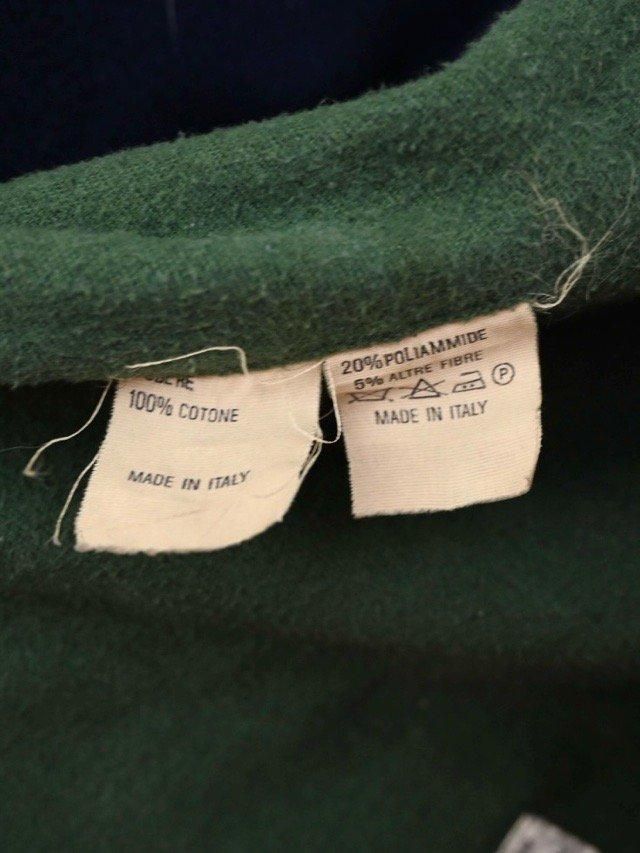 100% COTONE
MADE IN ITALY
20% POLIAMMIDE
5% ALTRE FIBRE
P
MADE IN ITALY